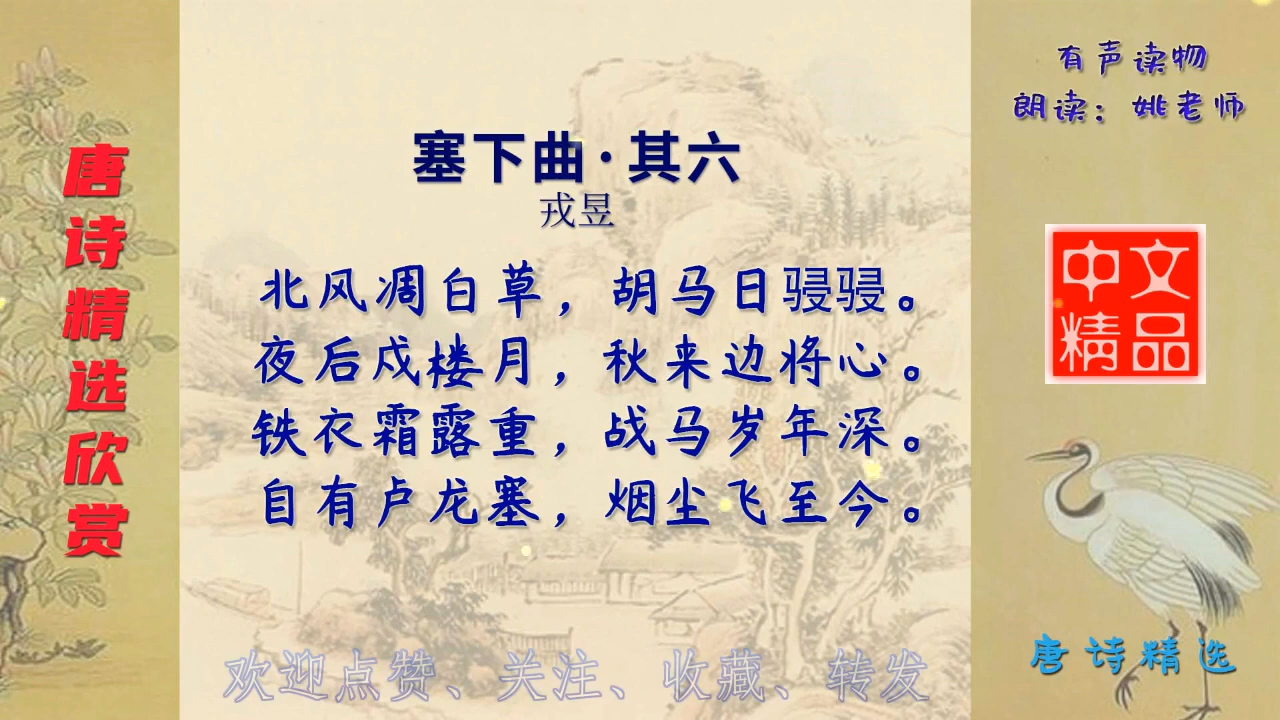 唐诗精选欣赏
塞下曲·其六
戎昱
北风凋白草，胡马日骎骎。
夜后戍楼月，秋来边将心。
铁衣霜露重，战马岁年深。
自有卢龙塞，烟尘飞至今。
欢迎点赞、关注、收藏、转发
有声读物
朗读：姚老师
中文
精品
唐诗精选